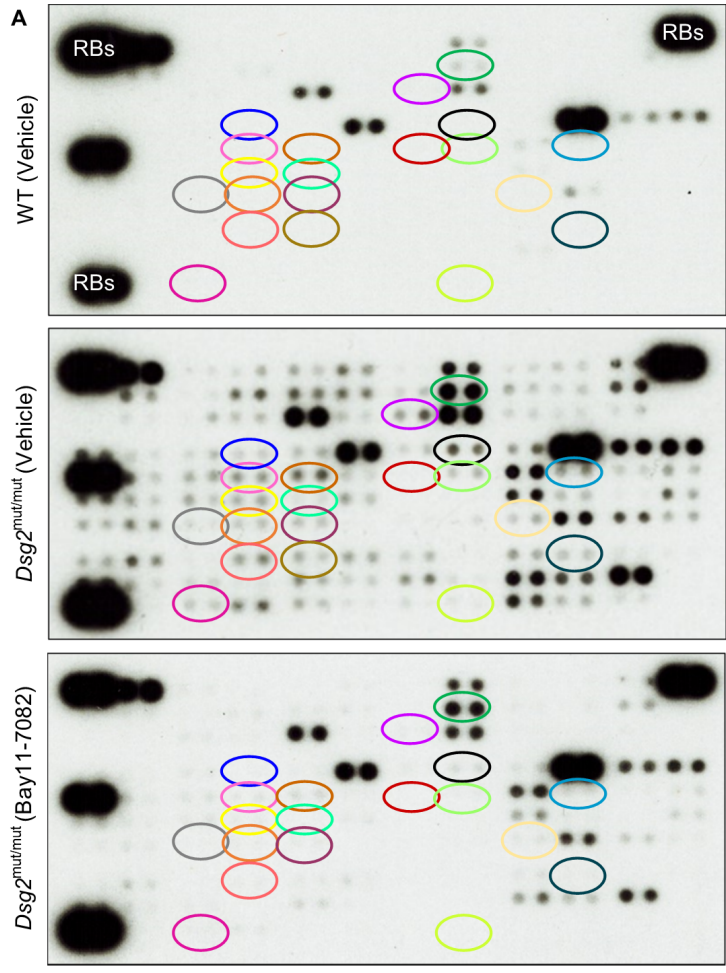 A
RBs
RBs
RBs
WT (Vehicle)
Dsg2mut/mut (Vehicle)
Dsg2mut/mut (Bay11-7082)